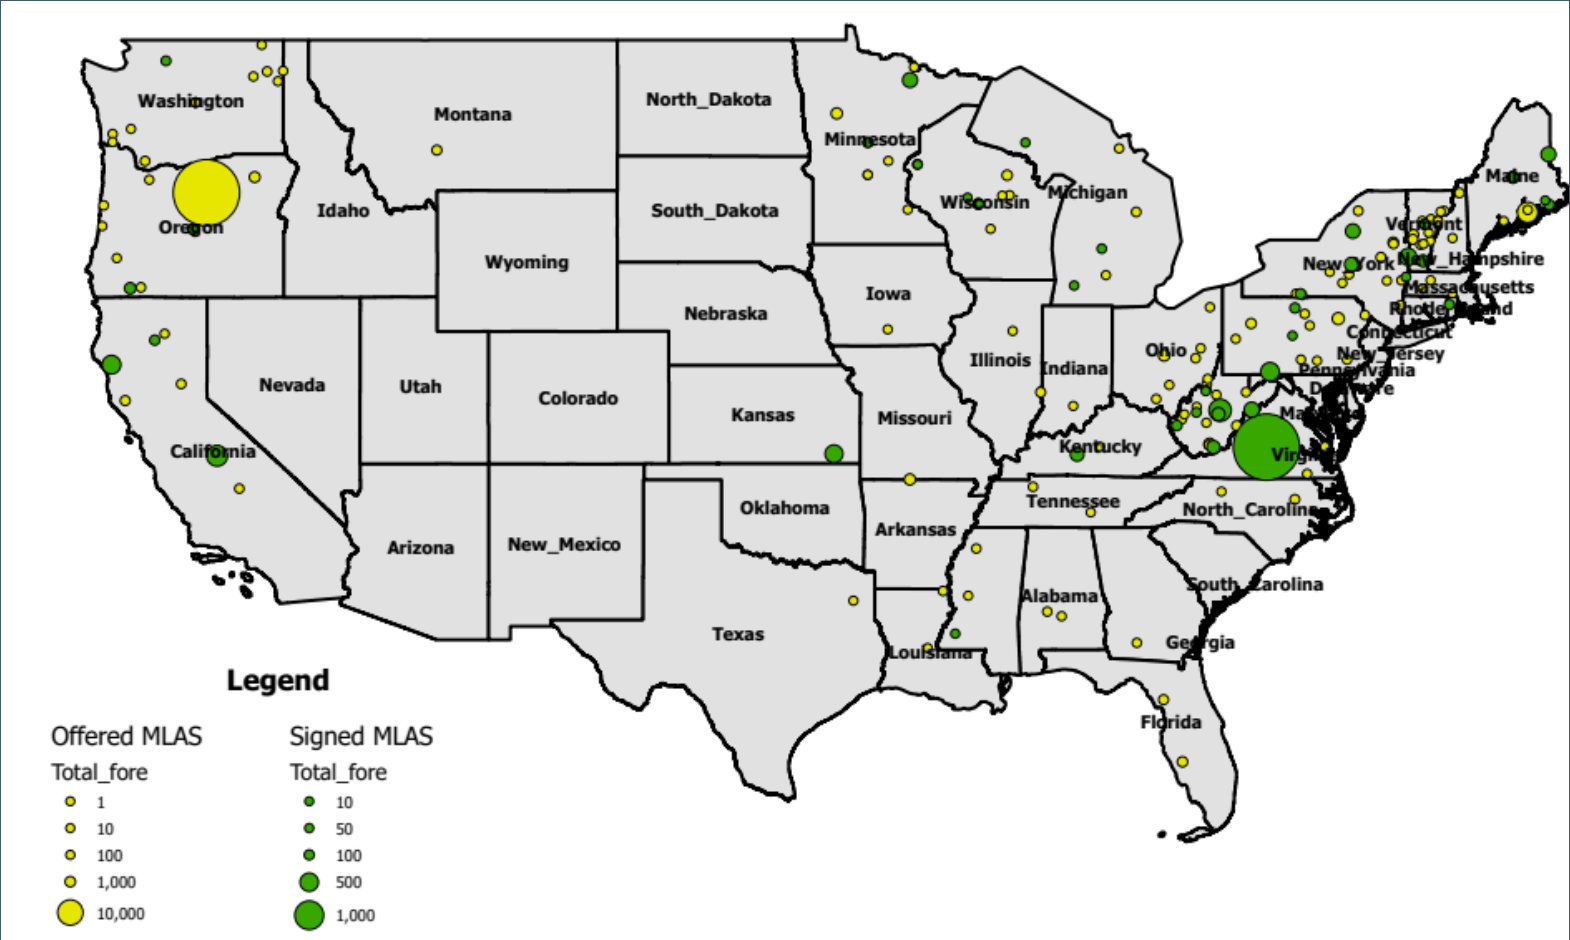 Washington
Montana
North_Dakota
Minnesota
Maine
Oregon
Idaho
South_Dakota
Wisconsin
Michigan
Vermont
Wyoming
New_York
New_Hampshire
Iowa
Massachusetts
Nebraska
Rhode_Island
Connecticut
Ohio
Illinois
Indiana
New_Jersey
Pennsylvania
Nevada
Utah
Colorado
Kansas
Missouri
California
Kentucky
Tennessee
Oklahoma
Arkansas
North_Carolina
Arizona
New_Mexico
South_Carolina
Alabama
Texas
Louisiana
Georgia
Florida
Legend
Offered MLAS
Total_fore
1
10
100
1,000
10,000
Signed MLAS
Total_fore
10
50
100
500
1,000